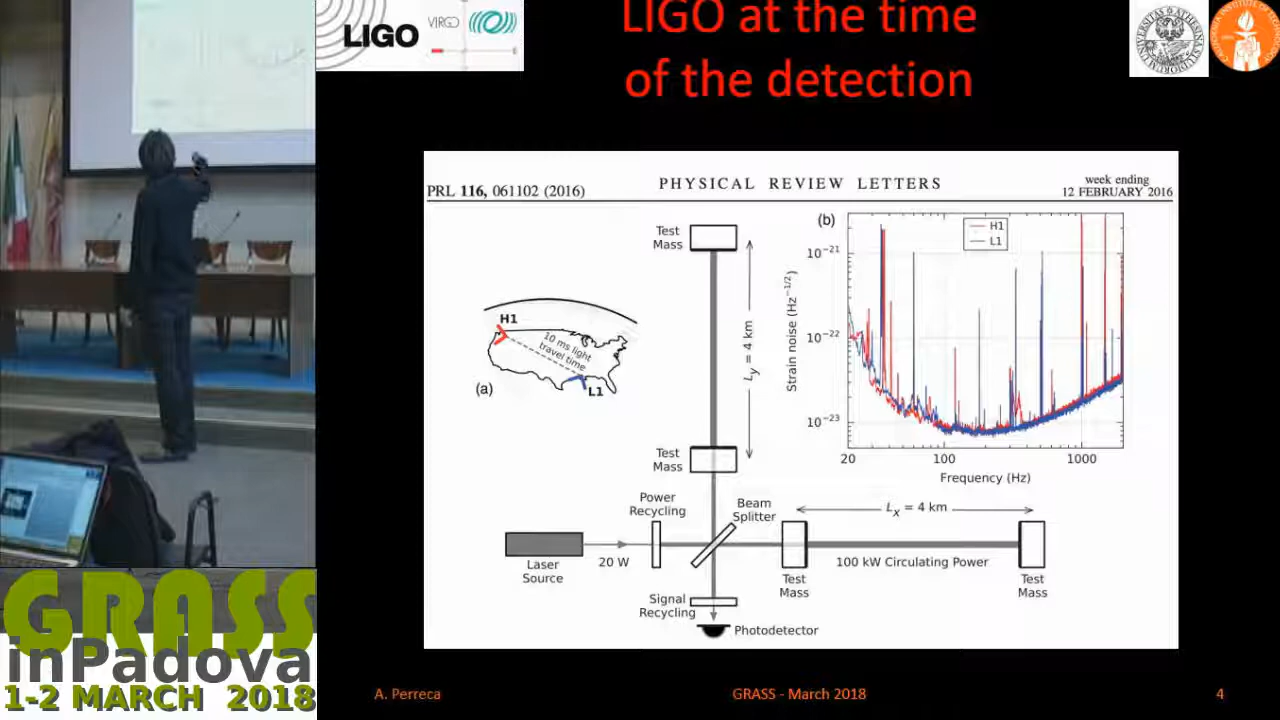 LIGO
VIRGO
LIGO at the time
of the detection
PRL 116, 061102 (2016)
PHYSICAL REVIEW LETTERS
week ending
12 FEBRUARY 2016
Test
Mass
H1
10 ms light
travel time
L1
(a)
Ly = 4 km
(b)
H1
L1
Strain noise (Hz−1/2)
10−21
10−22
10−23
20
100
1000
Frequency (Hz)
Test
Mass
Power
Recycling
Beam
Splitter
Lx = 4 km
Laser
Source
20 W
100 kW Circulating Power
Test
Mass
Test
Mass
Signal
Recycling
Photodetector
GRASS
inPadova
1-2 MARCH 2018
A. Perreca
GRASS - March 2018
4